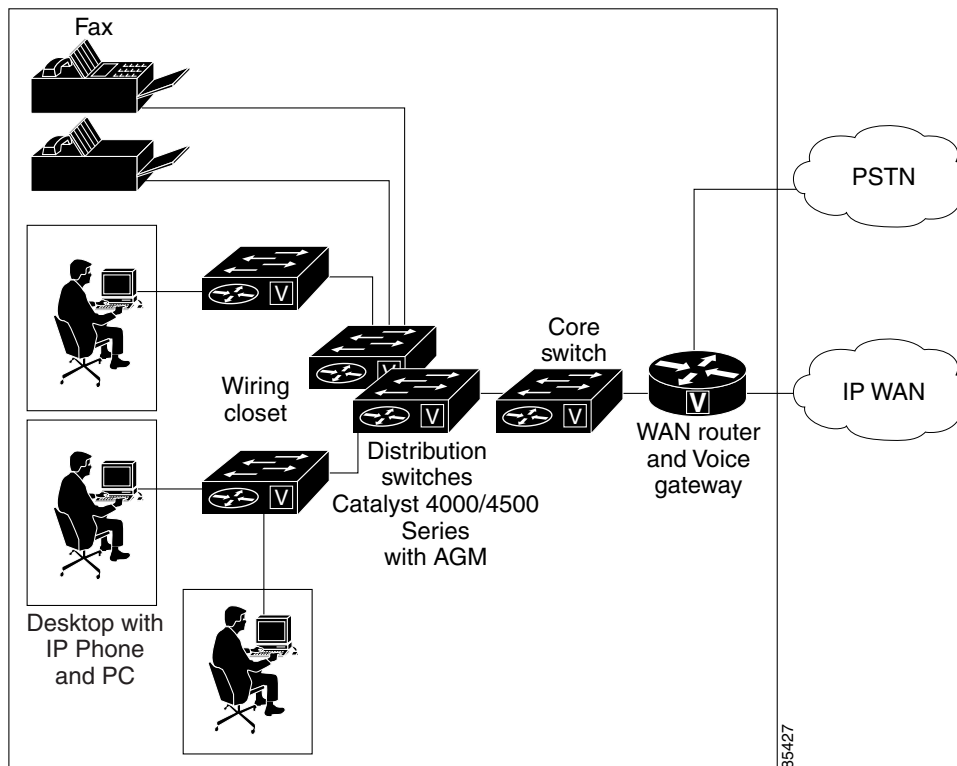 Fax
PSTN
V
V
Core
switch
IP WAN
Wiring
closet
V
V
V
V
WAN router
and Voice
gateway
Distribution
switches
Catalyst 4000/4500
Series
with AGM
V
Desktop with
IP Phone
and PC
85427